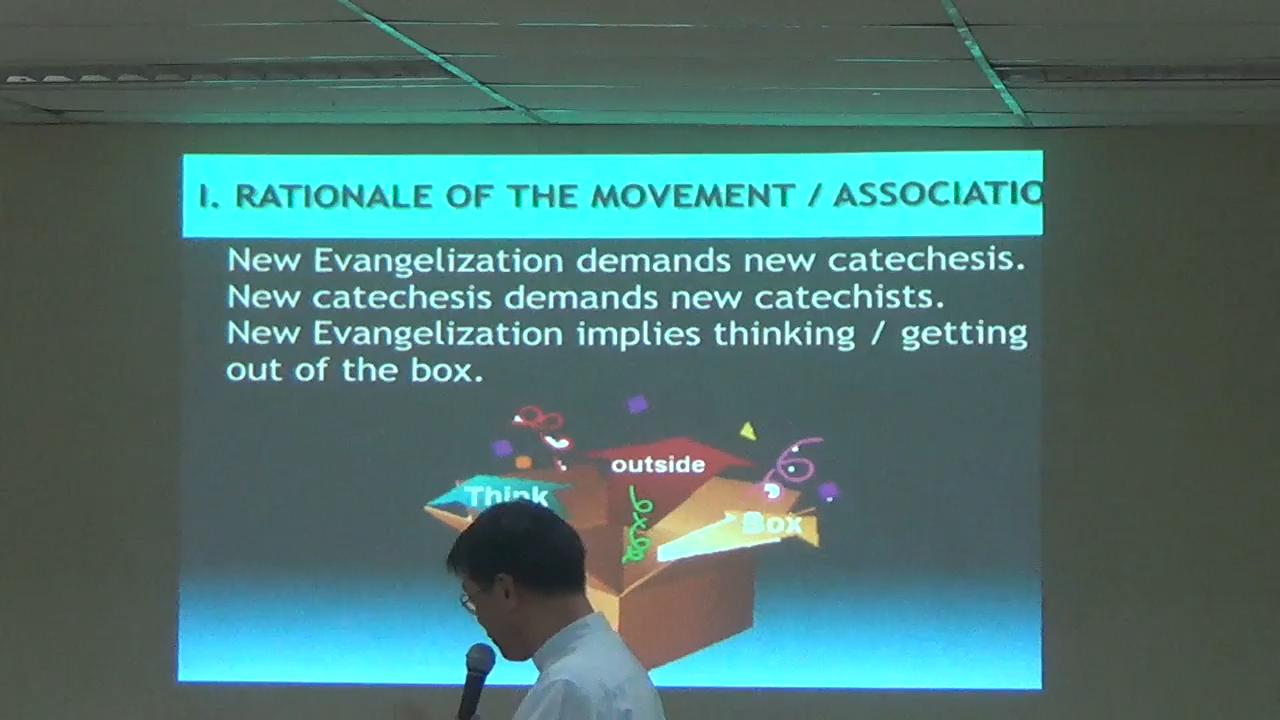 I. RATIONALE OF THE MOVEMENT / ASSOCIATIO
New Evangelization demands new catechesis.
New catechesis demands new catechists.
New Evangelization implies thinking / getting
out of the box.
outside
Think
Box